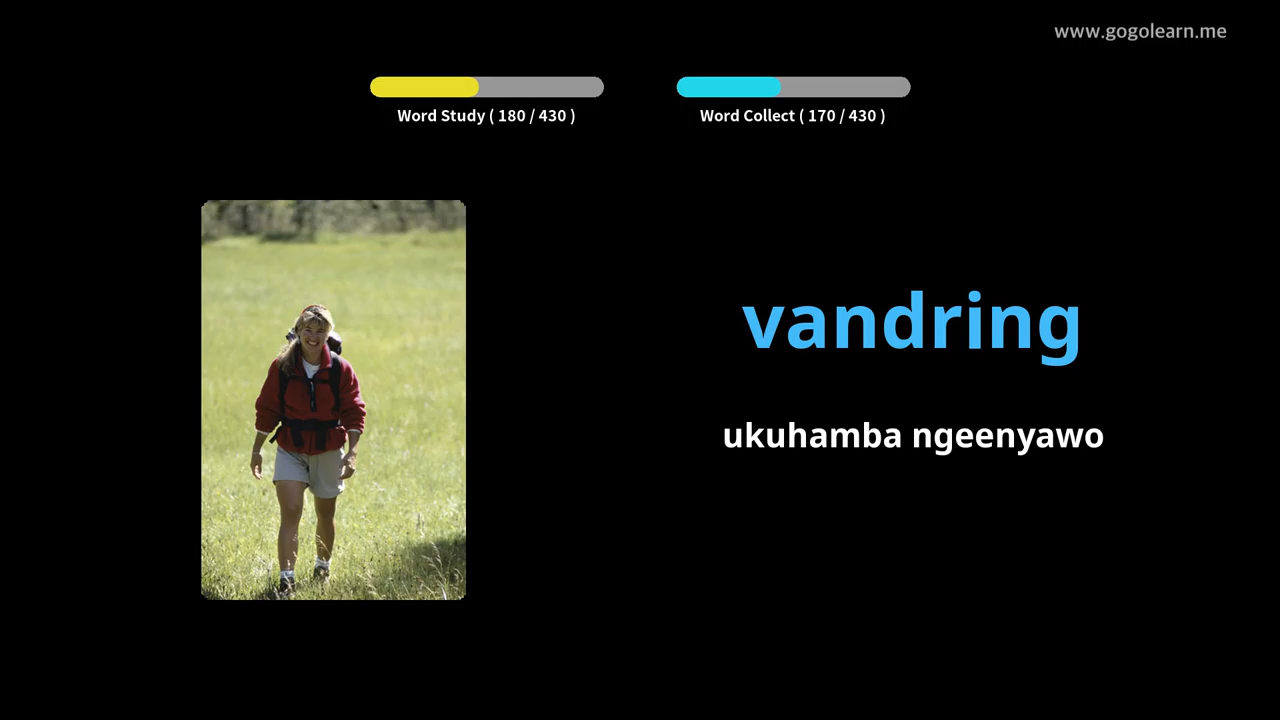 www.gogolearn.me
Word Study ( 180 / 430 )
Word Collect ( 170 / 430 )
vandring
ukuhamba ngeenyawo